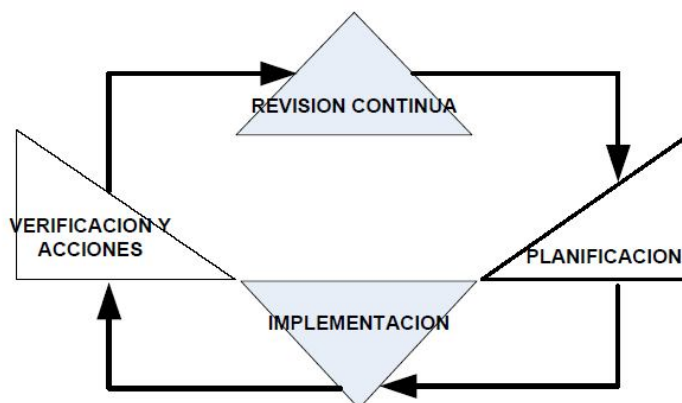 REVISION CONTINUA
VERIFICACION Y
ACCIONES
PLANIFICACION
IMPLEMENTACION